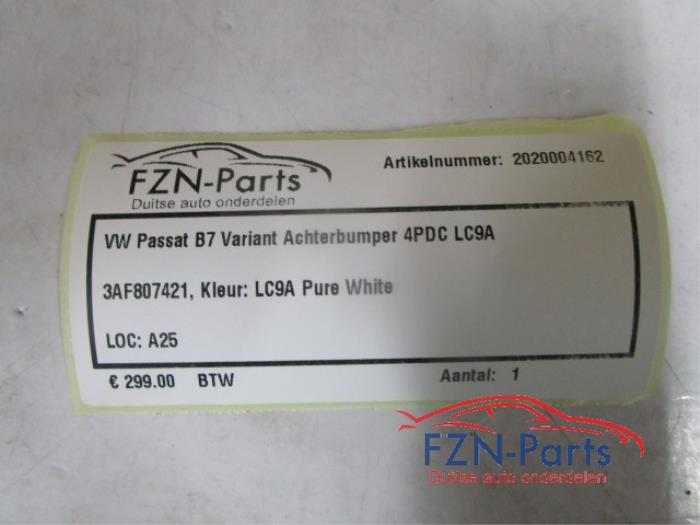 FZN-Parts
Duitse auto onderdelen
Artikelnummer: 2020004162
VW Passat B7 Variant Achterbumper 4PDC LC9A
3AF807421, Kleur: LC9A Pure White
LOC: A25
€ 299.00 BTW
Aantal: 1
FZN-Parts
Duitse auto onderdelen